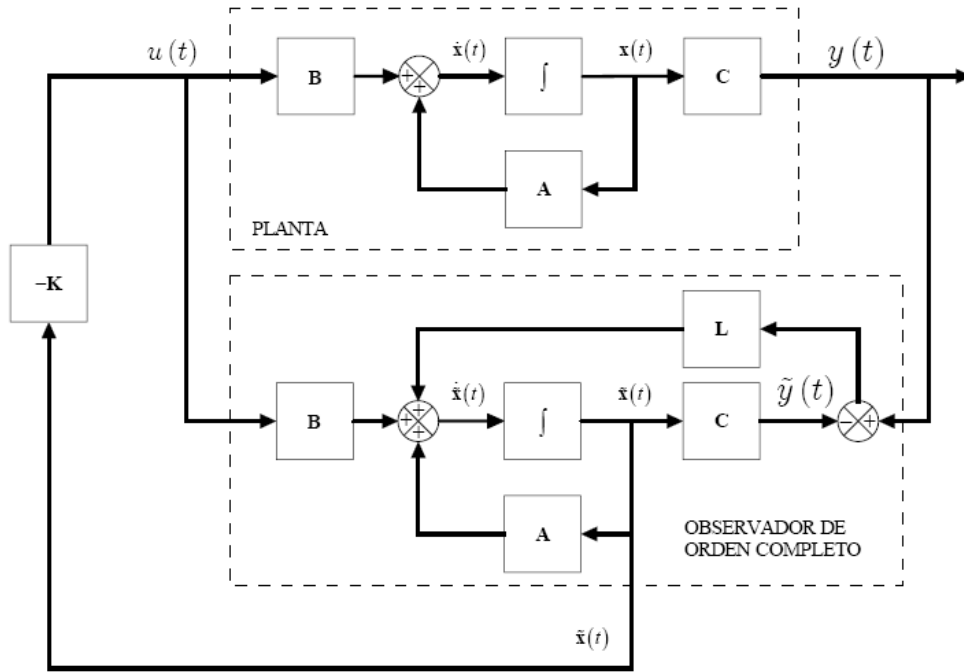 u(t)
B
+
+
ẋ(t)
∫
x(t)
C
y(t)
A
PLANTA
−K
L
B
+
+
+
x̃̇(t)
∫
x̃(t)
C
ỹ(t)
−
+
A
OBSERVADOR DE
ORDEN COMPLETO
x̃(t)